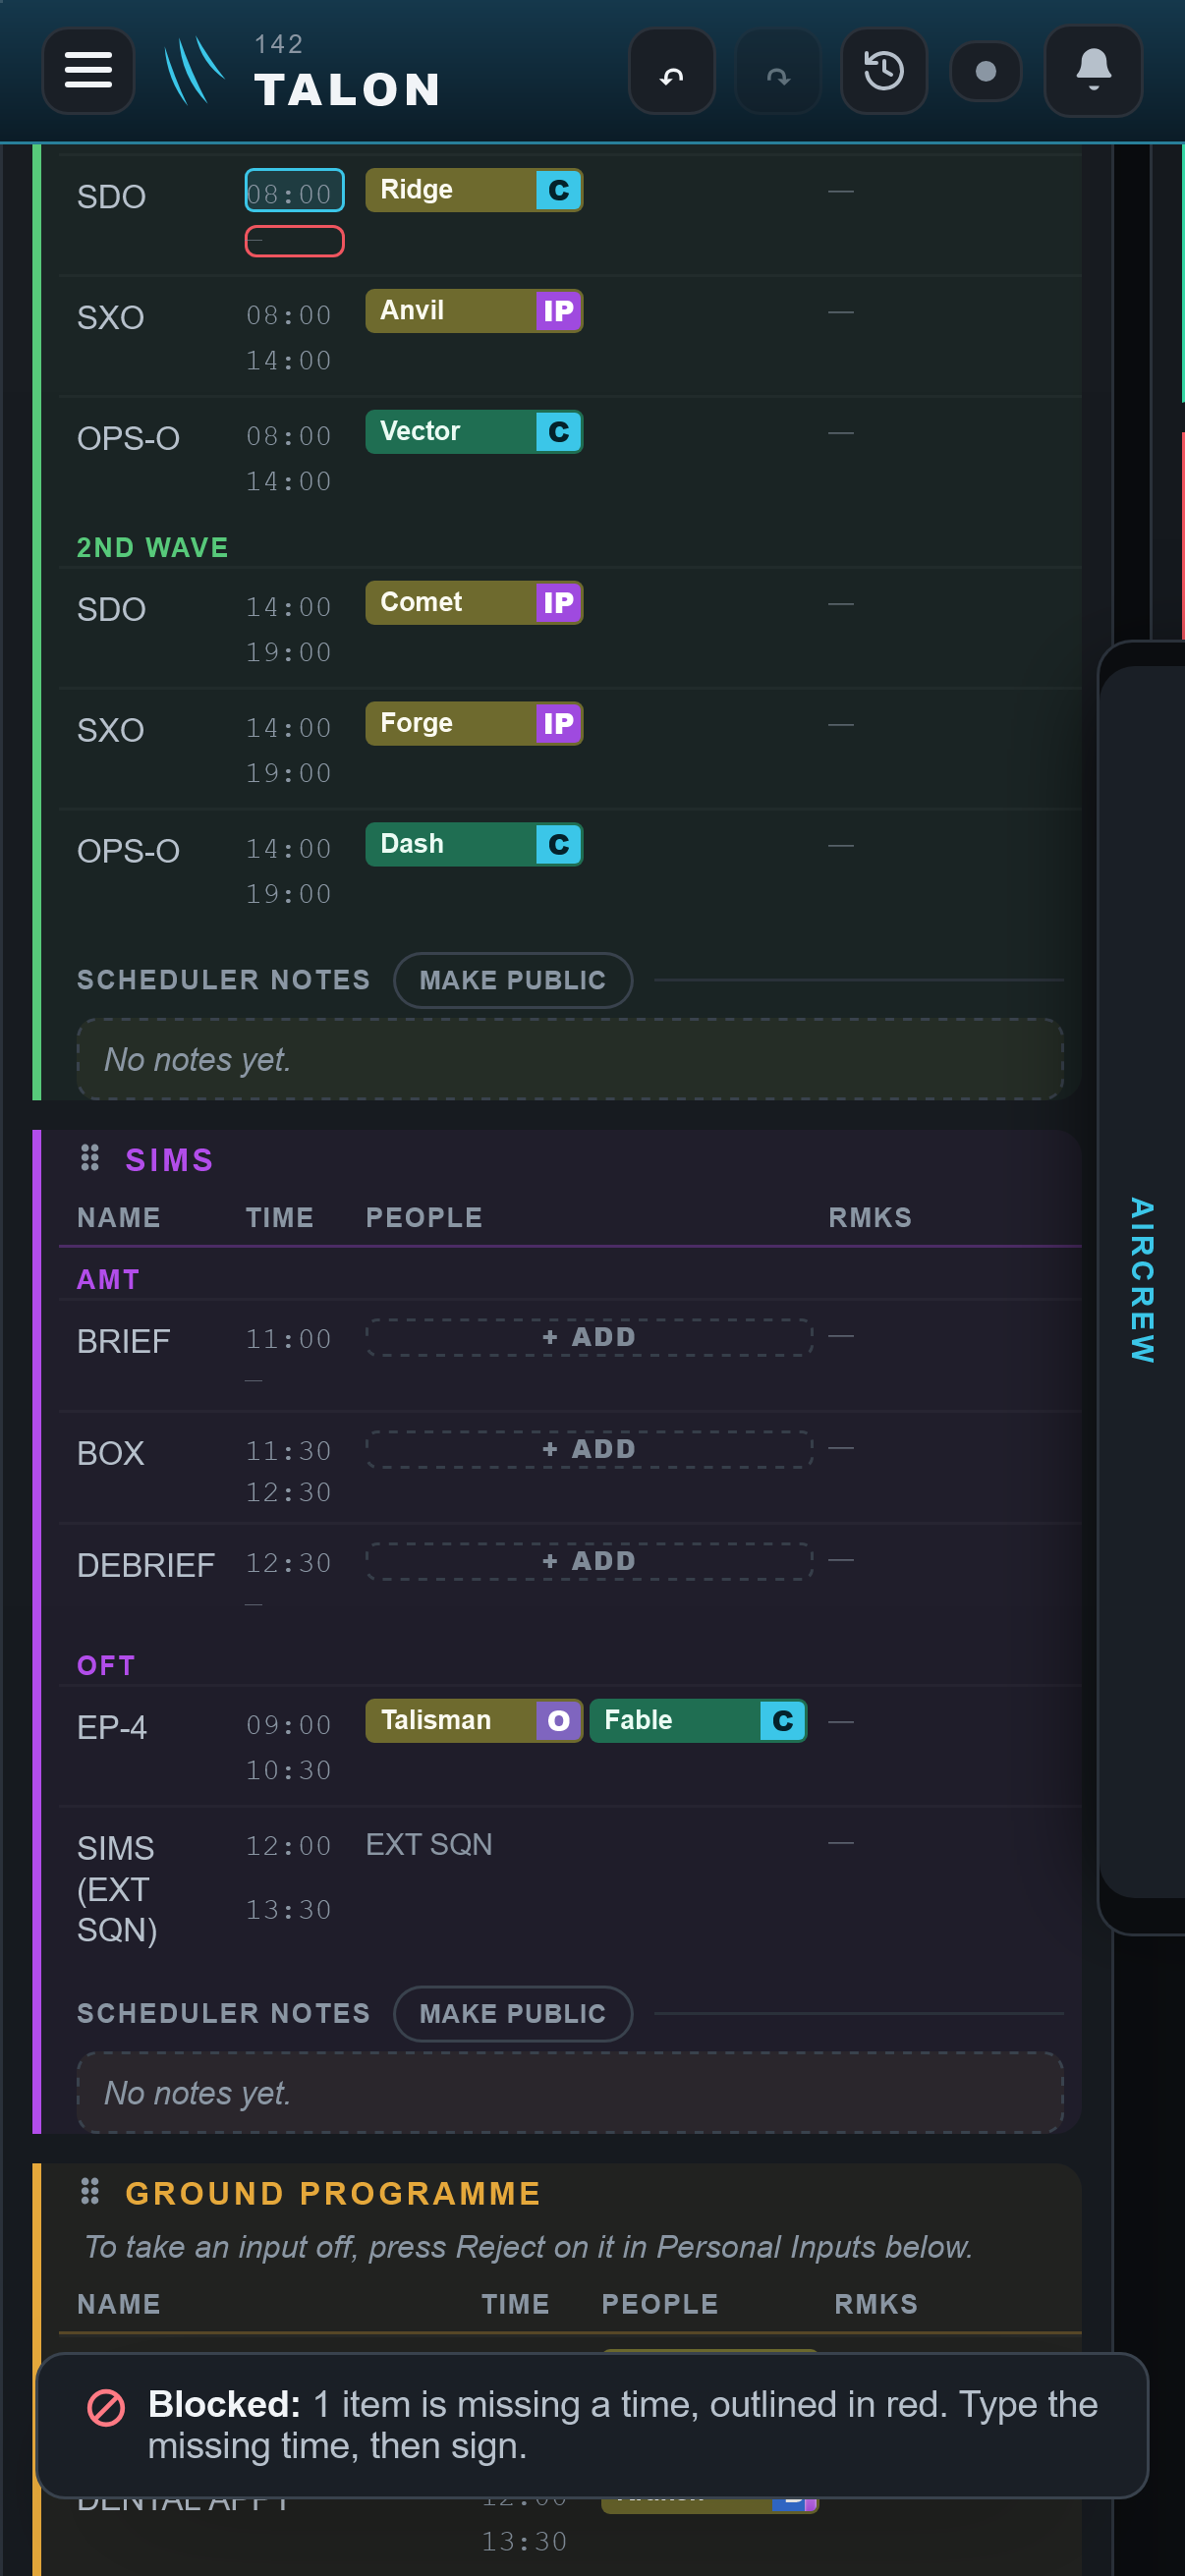 142
TALON
SDO 08:00 Ridge C —
—
SXO 08:00 Anvil IP —
14:00
OPS-O 08:00 Vector C —
14:00
2ND WAVE
SDO 14:00 Comet IP —
19:00
SXO 14:00 Forge IP —
19:00
OPS-O 14:00 Dash C —
19:00
SCHEDULER NOTES MAKE PUBLIC
No notes yet.
SIMS
NAME TIME PEOPLE RMKS
AMT
BRIEF 11:00 + ADD —
—
BOX 11:30 + ADD —
12:30
DEBRIEF 12:30 + ADD —
—
OFT
EP-4 09:00 Talisman O Fable C —
10:30
SIMS 12:00 EXT SQN —
(EXT 13:30
SQN)
AIRCREW
SCHEDULER NOTES MAKE PUBLIC
No notes yet.
GROUND PROGRAMME
To take an input off, press Reject on it in Personal Inputs below.
NAME TIME PEOPLE RMKS
Blocked: 1 item is missing a time, outlined in red. Type the
missing time, then sign.
DENTAL APPT 12:00
13:30